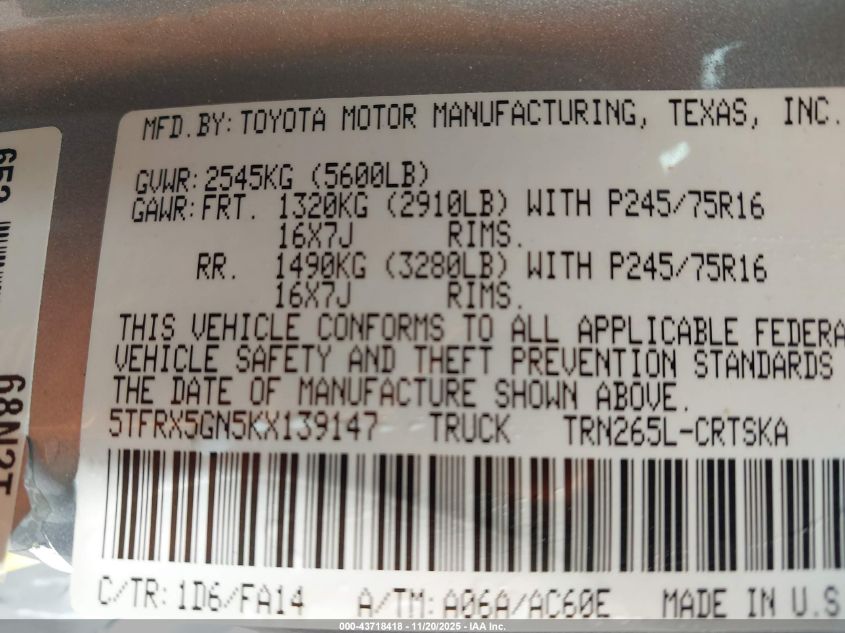 MFD.BY:TOYOTA MOTOR MANUFACTURING, TEXAS, INC.
GVWR:2545KG (5600LB)
GAWR:FRT. 1320KG (2910LB) WITH P245/75R16
16X7J RIMS.
RR. 1490KG (3280LB) WITH P245/75R16
16X7J RIMS.
THIS VEHICLE CONFORMS TO ALL APPLICABLE FEDERA
VEHICLE SAFETY AND THEFT PREVENTION STANDARDS
THE DATE OF MANUFACTURE SHOWN ABOVE.
5TFRX5GN5KX139147 TRUCK TRN265L-CRTSKA
C/TR:1D6/FA14 A/TM:A06A/AC60E MADE IN U.S
68N2T
000-43718418 - 11/20/2025 - IAA Inc.